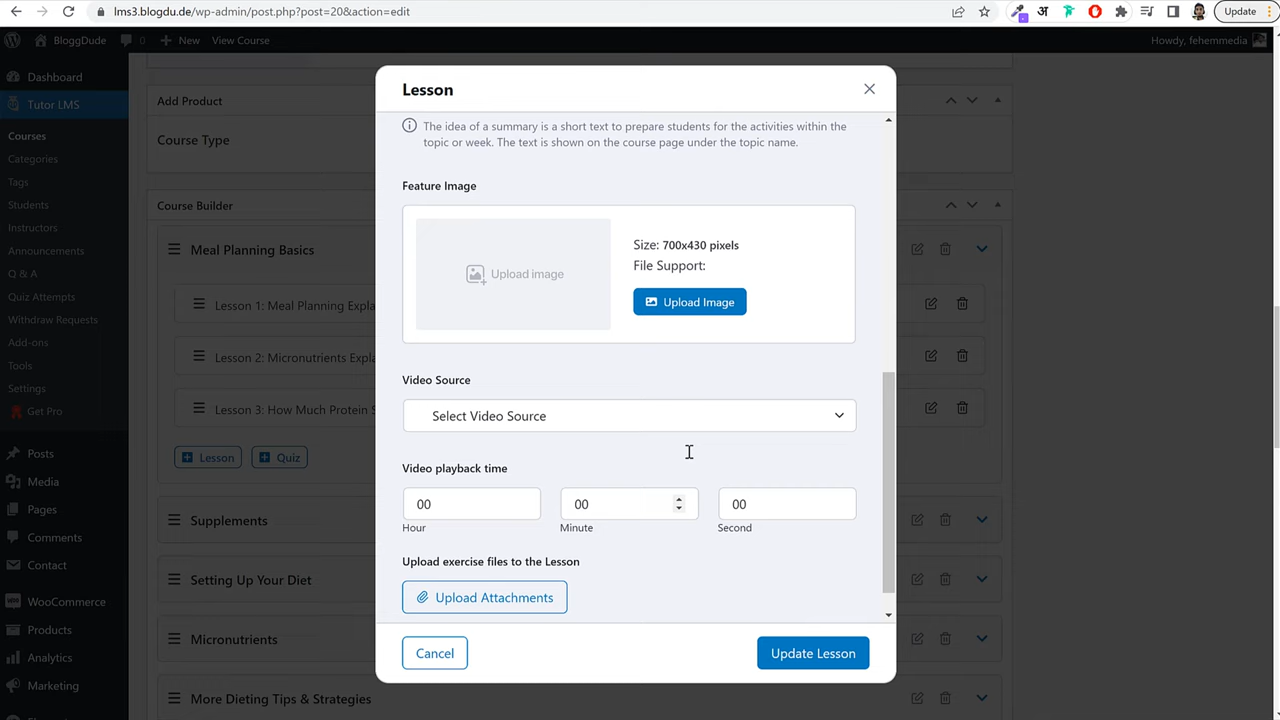 lms3.blogdu.de/wp-admin/post.php?post=20&action=edit
अ
Update
BloggDude
0
New
View Course
Howdy, fehemmedia
Dashboard
Tutor LMS
Courses
Categories
Tags
Students
Instructors
Announcements
Q & A
Quiz Attempts
Withdraw Requests
Add-ons
Tools
Settings
Get Pro
Posts
Media
Pages
Comments
Contact
WooCommerce
Products
Analytics
Marketing
Add Product
Course Type
Course Builder
Meal Planning Basics
Lesson 1: Meal Planning Expla
Lesson 2: Micronutrients Expla
Lesson 3: How Much Protein S
Lesson
Quiz
Supplements
Setting Up Your Diet
Micronutrients
More Dieting Tips & Strategies
Lesson
The idea of a summary is a short text to prepare students for the activities within the
topic or week. The text is shown on the course page under the topic name.
Feature Image
Upload image
Size: 700x430 pixels
File Support:
Upload Image
Video Source
Select Video Source
Video playback time
00
00
00
Hour
Minute
Second
Upload exercise files to the Lesson
Upload Attachments
Cancel
Update Lesson